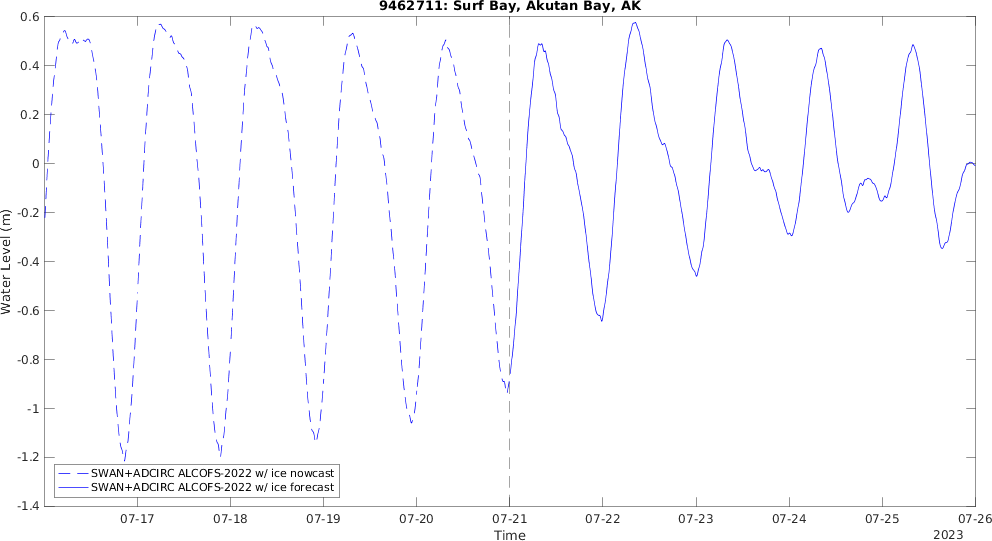 9462711: Surf Bay, Akutan Bay, AK
0.6
0.4
0.2
0
-0.2
-0.4
-0.6
-0.8
-1
-1.2
-1.4
Water Level (m)
SWAN+ADCIRC ALCOFS-2022 w/ ice nowcast
SWAN+ADCIRC ALCOFS-2022 w/ ice forecast
07-17 07-18 07-19 07-20 07-21 07-22 07-23 07-24 07-25 07-26
Time
2023